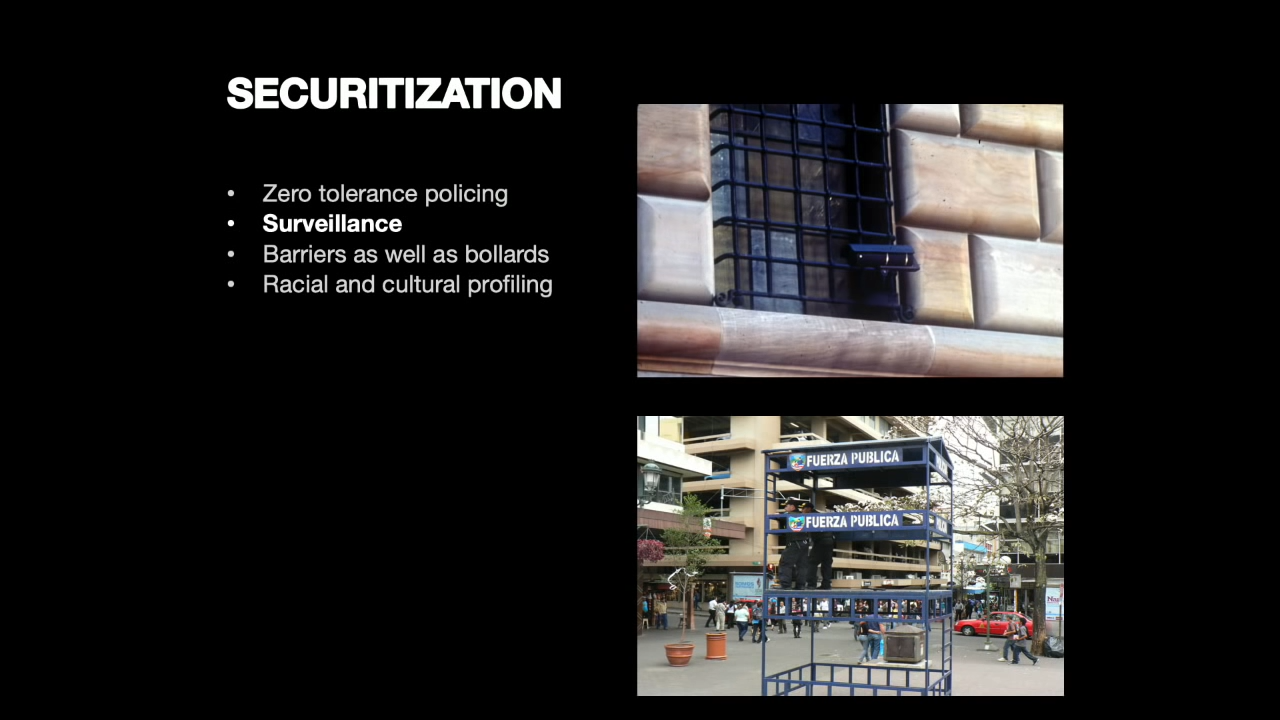 SECURITIZATION
• Zero tolerance policing
• Surveillance
• Barriers as well as bollards
• Racial and cultural profiling
FUERZA PUBLICA
FUERZA PUBLICA